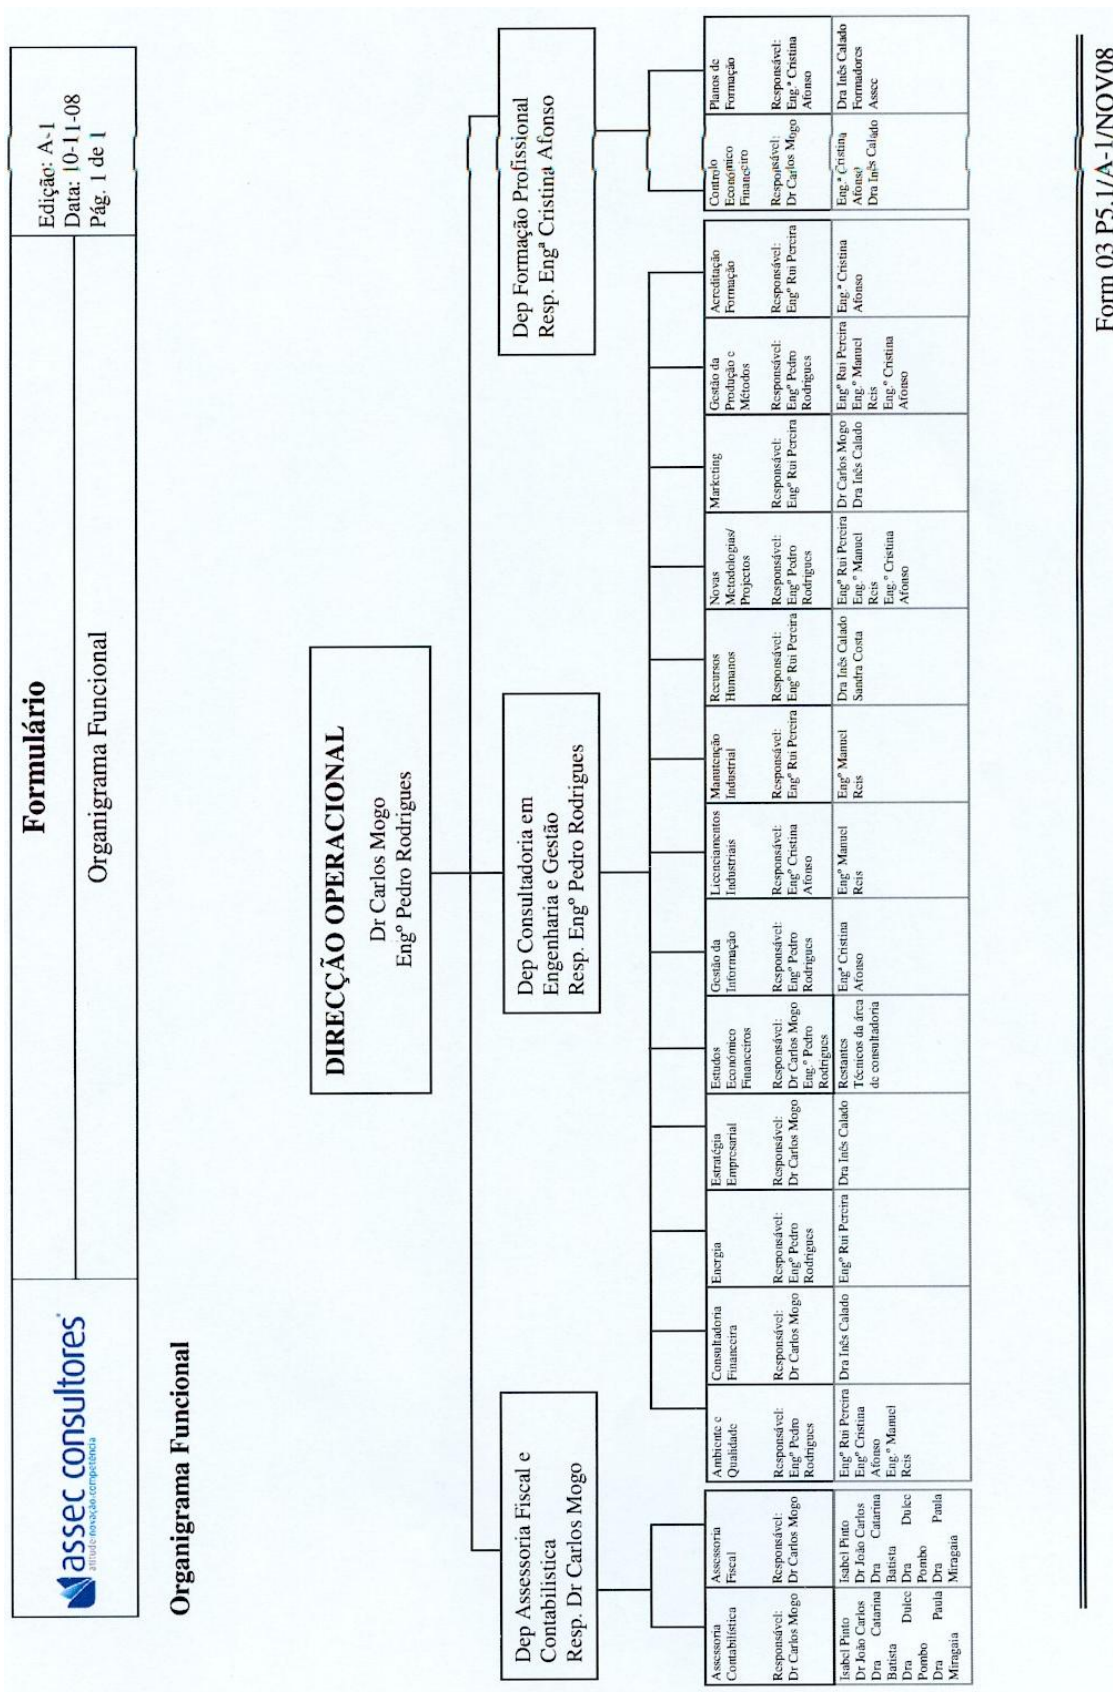 assec consultores
atitude.inovação.competência
Formulário
Organigrama Funcional
Edição: A-1
Data: 10-11-08
Pág. 1 de 1
Organigrama Funcional
DIRECÇÃO OPERACIONAL
Dr Carlos Mogo
Engº Pedro Rodrigues
Dep Assessoria Fiscal e
Contabilistica
Resp. Dr Carlos Mogo
Dep Consultadoria em
Engenharia e Gestão
Resp. Engº Pedro Rodrigues
Dep Formação Profissional
Resp. Engª Cristina Afonso
Assessoria
Contabilística
Responsável:
Dr Carlos Mogo
Isabel Pinto
Dr João Carlos
Dra Catarina
Batista
Dra Dulce
Pombo
Dra Paula
Miragaia
Assessoria
Fiscal
Responsável:
Dr Carlos Mogo
Isabel Pinto
Dr João Carlos
Dra Catarina
Batista
Dra Dulce
Pombo
Dra Paula
Miragaia
Ambiente e
Qualidade
Responsável:
Engº Pedro
Rodrigues
Engº Rui Pereira
Engº Cristina
Afonso
Eng.º Manuel
Reis
Consultadoria
Financeira
Responsável:
Dr Carlos Mogo
Dra Inês Calado
Energia
Responsável:
Engº Pedro
Rodrigues
Engº Rui Pereira
Estratégia
Empresarial
Responsável:
Dr Carlos Mogo
Dra Inês Calado
Estudos
Económico
Financeiros
Responsável:
Dr Carlos Mogo
Eng.º Pedro
Rodrigues
Restantes
Técnicos da área
de consultadoria
Gestão da
Informação
Responsável:
Engº Pedro
Rodrigues
Engª Cristina
Afonso
Licenciamentos
Industriais
Responsável:
Engº Cristina
Afonso
Engº Manuel
Reis
Manutenção
Industrial
Responsável:
Engº Rui Pereira
Engº Manuel
Reis
Recursos
Humanos
Responsável:
Engº Rui Pereira
Dra Inês Calado
Sandra Costa
Novas
Metodologias/
Projectos
Responsável:
Engº Pedro
Rodrigues
Engº Rui Pereira
Eng.º Manuel
Reis
Eng.º Cristina
Afonso
Marketing
Responsável:
Engº Rui Pereira
Dr Carlos Mogo
Dra Inês Calado
Gestão da
Produção e
Métodos
Responsável:
Engº Pedro
Rodrigues
Engº Rui Pereira
Eng.º Manuel
Reis
Eng.º Cristina
Afonso
Acreditação
Formação
Responsável:
Engº Rui Pereira
Eng.ª Cristina
Afonso
Controlo
Económico
Financeiro
Responsável:
Dr Carlos Mogo
Eng.ª Cristina
Afonso
Dra Inês Calado
Planos de
Formação
Responsável:
Eng.ª Cristina
Afonso
Dra Inês Calado
Formadores
Assec
Form 03 P5.1/A-1/NOV08